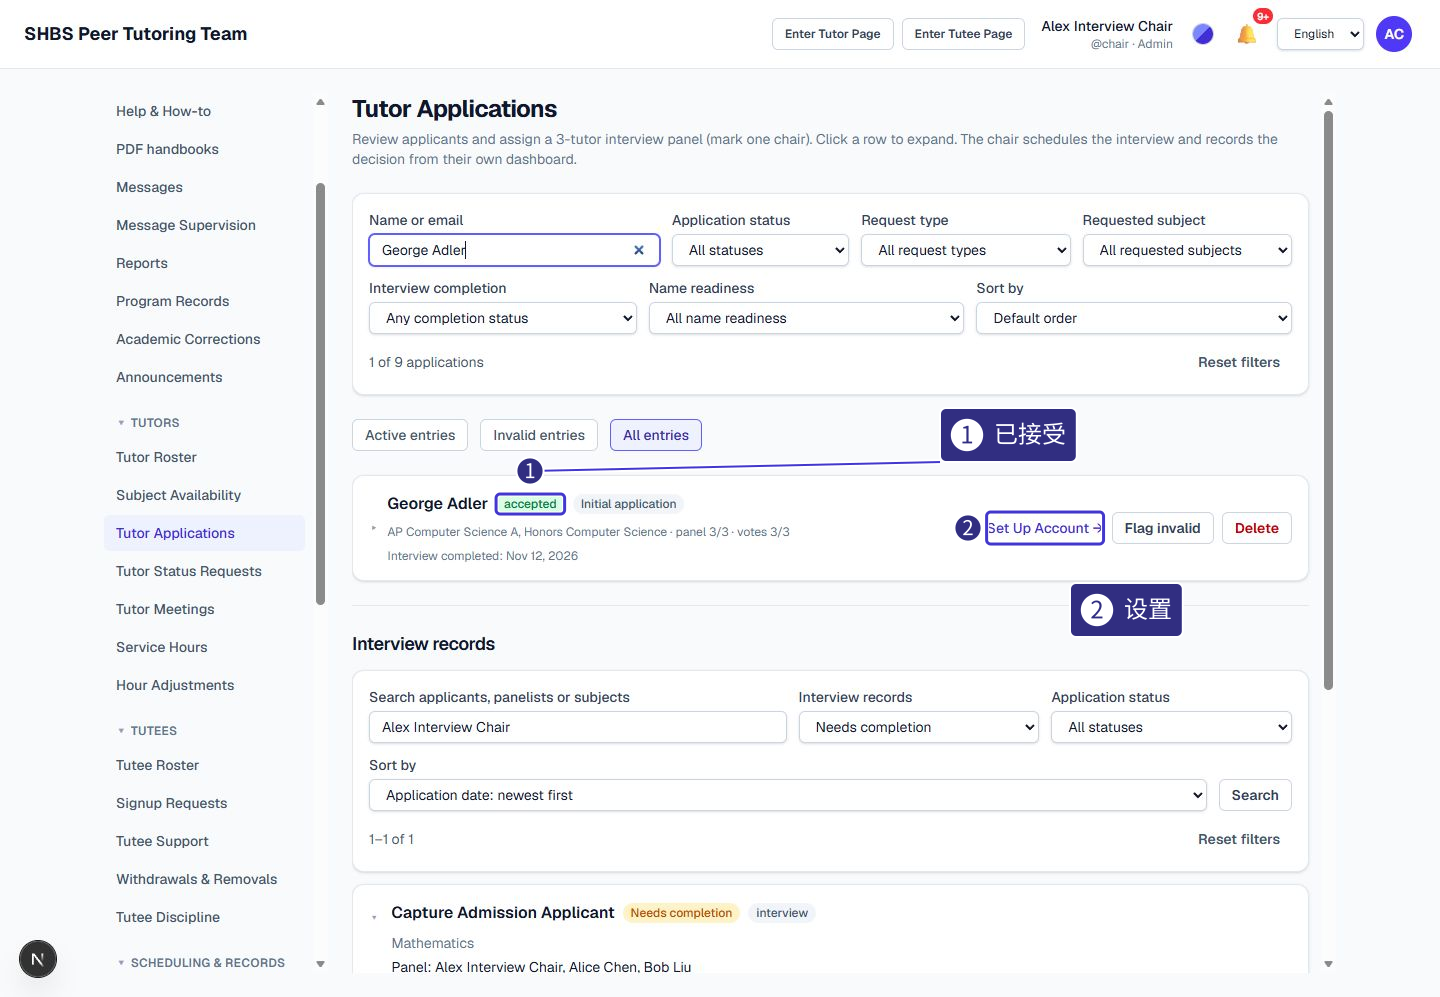 SHBS Peer Tutoring Team
Enter Tutor Page
Enter Tutee Page
Alex Interview Chair
@chair · Admin
9+
English
AC
Help & How-to
PDF handbooks
Messages
Message Supervision
Reports
Program Records
Academic Corrections
Announcements
TUTORS
Tutor Roster
Subject Availability
Tutor Applications
Tutor Status Requests
Tutor Meetings
Service Hours
Hour Adjustments
TUTEES
Tutee Roster
Signup Requests
Tutee Support
Withdrawals & Removals
Tutee Discipline
SCHEDULING & RECORDS
N
Tutor Applications
Review applicants and assign a 3-tutor interview panel (mark one chair). Click a row to expand. The chair schedules the interview and records the
decision from their own dashboard.
Name or email
Application status
Request type
Requested subject
George Adler
All statuses
All request types
All requested subjects
Interview completion
Name readiness
Sort by
Any completion status
All name readiness
Default order
1 of 9 applications
Reset filters
Active entries
Invalid entries
All entries
1 已接受
1
George Adler accepted Initial application
AP Computer Science A, Honors Computer Science · panel 3/3 · votes 3/3
Interview completed: Nov 12, 2026
2
Set Up Account →
Flag invalid
Delete
2 设置
Interview records
Search applicants, panelists or subjects
Interview records
Application status
Alex Interview Chair
Needs completion
All statuses
Sort by
Application date: newest first
Search
1–1 of 1
Reset filters
Capture Admission Applicant Needs completion interview
Mathematics
Panel: Alex Interview Chair, Alice Chen, Bob Liu